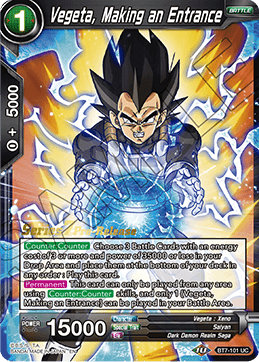 1
Vegeta, Making an Entrance
BATTLE
+ 5000
Series 7 Pre-Release
Counter:Counter Choose 3 Battle Cards with an energy
cost of 3 or more and power of 35000 or less in your
Drop Area and place them at the bottom of your deck in
any order : Play this card.
Permanent This card can only be played from any area
using Counter:Counter skills, and only 1 {Vegeta,
Making an Entrance} can be played in your Battle Area.
POWER
15000
Character
Vegeta : Xeno
Special Trait
Saiyan
Era
Dark Demon Realm Saga
BT7-101 UC